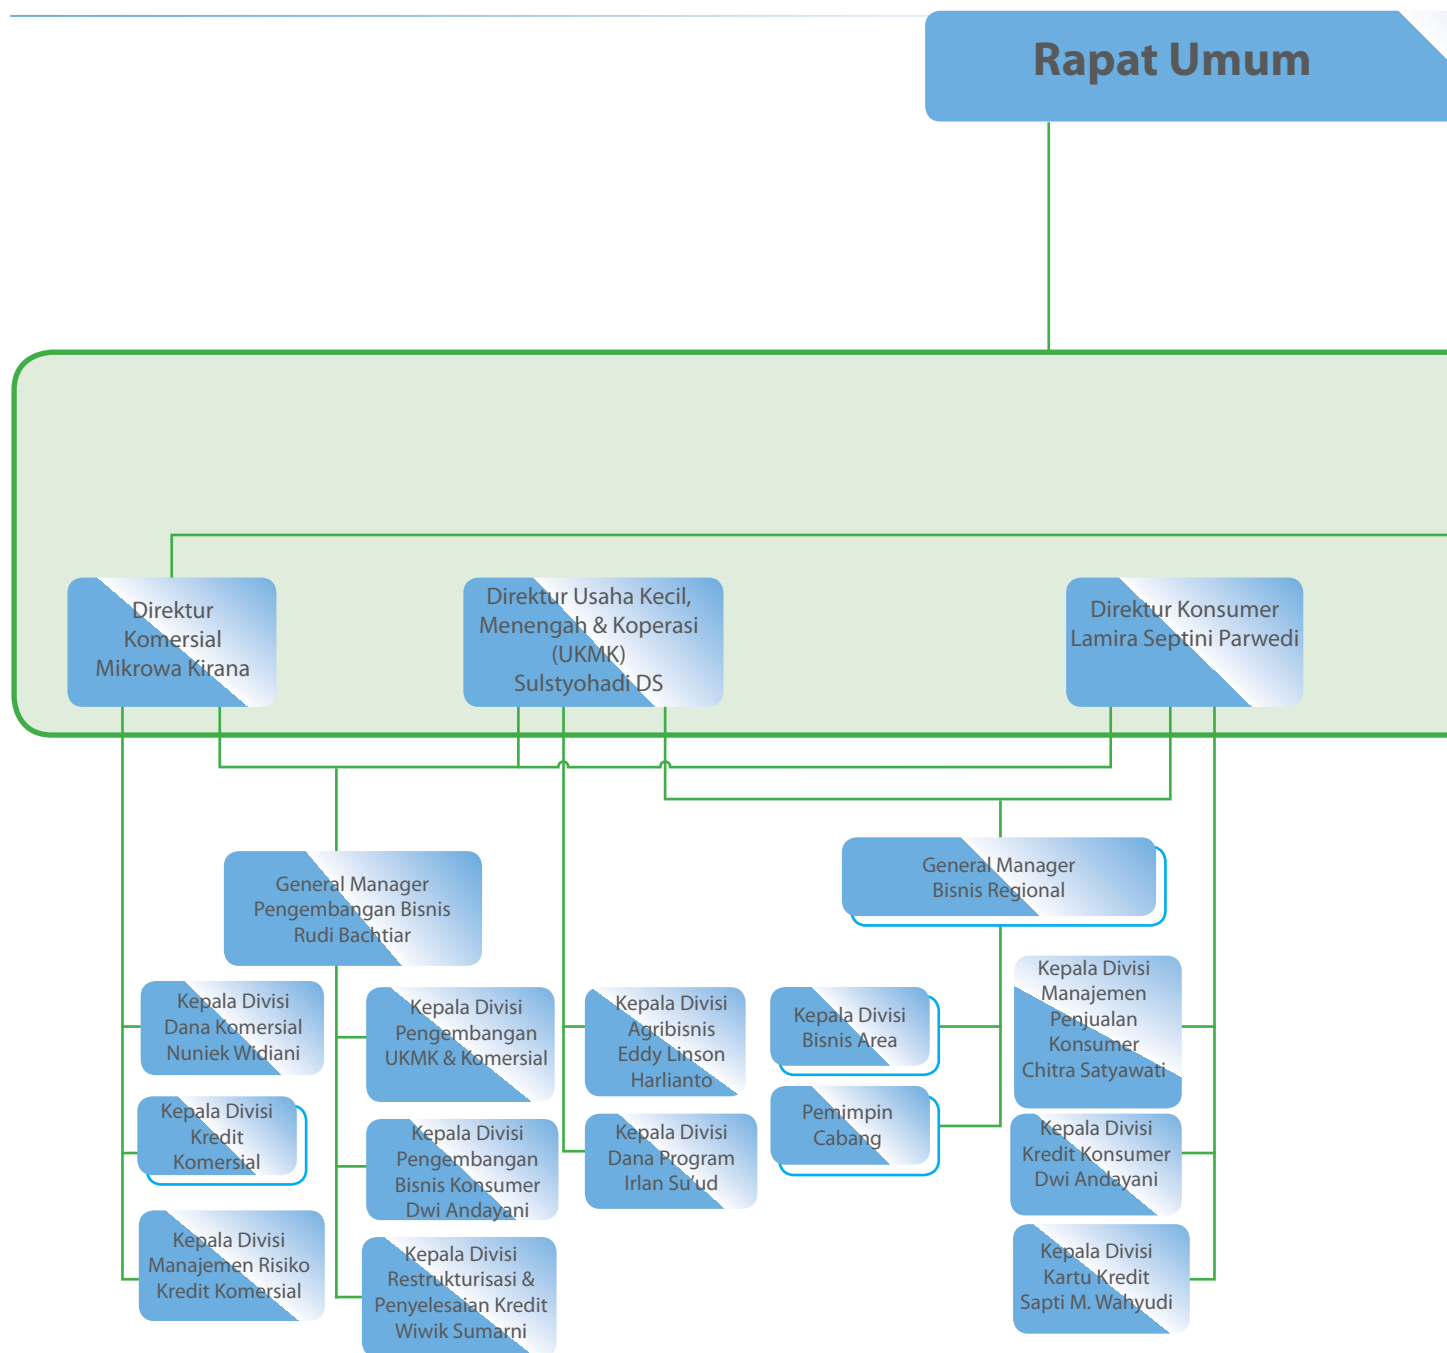 Rapat Umum
Direktur
Komersial
Mikrowa Kirana
Direktur Usaha Kecil,
Menengah & Koperasi
(UKMK)
Sulstyohadi DS
Direktur Konsumer
Lamira Septini Parwedi
General Manager
Pengembangan Bisnis
Rudi Bachtiar
General Manager
Bisnis Regional
Kepala Divisi
Dana Komersial
Nuniek Widiani
Kepala Divisi
Kredit
Komersial
Kepala Divisi
Manajemen Risiko
Kredit Komersial
Kepala Divisi
Pengembangan
UKMK & Komersial
Kepala Divisi
Pengembangan
Bisnis Konsumer
Dwi Andayani
Kepala Divisi
Restrukturisasi &
Penyelesaian Kredit
Wiwik Sumarni
Kepala Divisi
Agribisnis
Eddy Linson
Harlianto
Kepala Divisi
Dana Program
Irlan Su'ud
Kepala Divisi
Bisnis Area
Pemimpin
Cabang
Kepala Divisi
Manajemen
Penjualan
Konsumer
Chitra Satyawati
Kepala Divisi
Kredit Konsumer
Dwi Andayani
Kepala Divisi
Kartu Kredit
Sapti M. Wahyudi